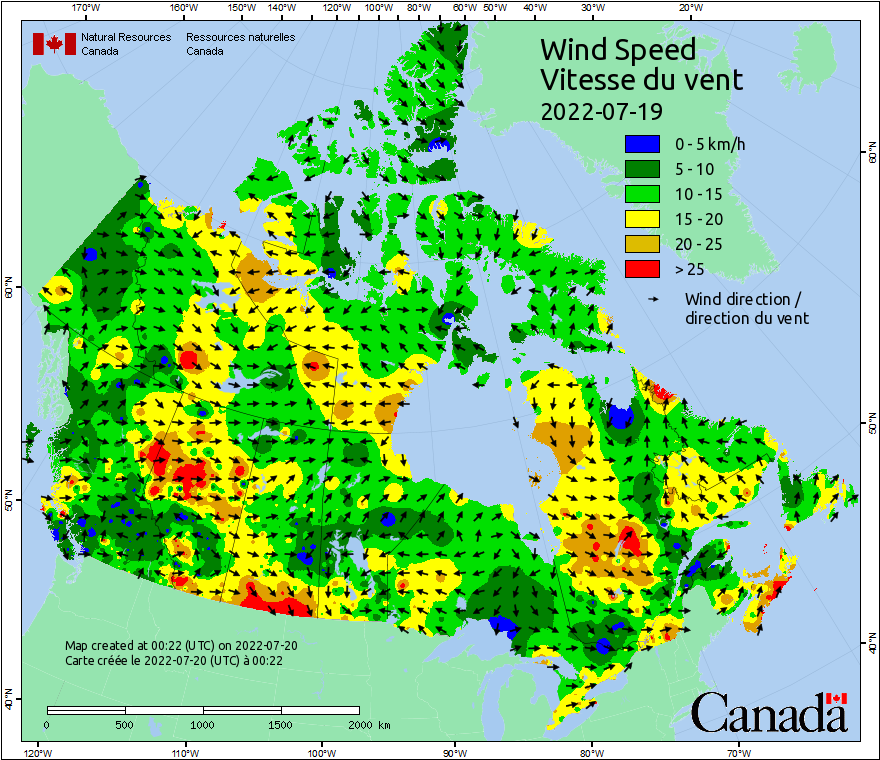 170°W 160°W 150°W 140°W 130°W 120°W 110°W 100°W 90°W 80°W 70°W 60°W 50°W 40°W 30°W 20°W
Natural Resources Canada
Ressources naturelles Canada
Wind Speed
Vitesse du vent
2022-07-19
0 - 5 km/h
5 - 10
10 - 15
15 - 20
20 - 25
> 25
Wind direction /
direction du vent
60°N
60°N
50°N
50°N
40°N
40°N
Map created at 00:22 (UTC) on 2022-07-20
Carte créée le 2022-07-20 (UTC) à 00:22
0 500 1000 1500 2000 km
Canada
120°W 110°W 100°W 90°W 80°W 70°W